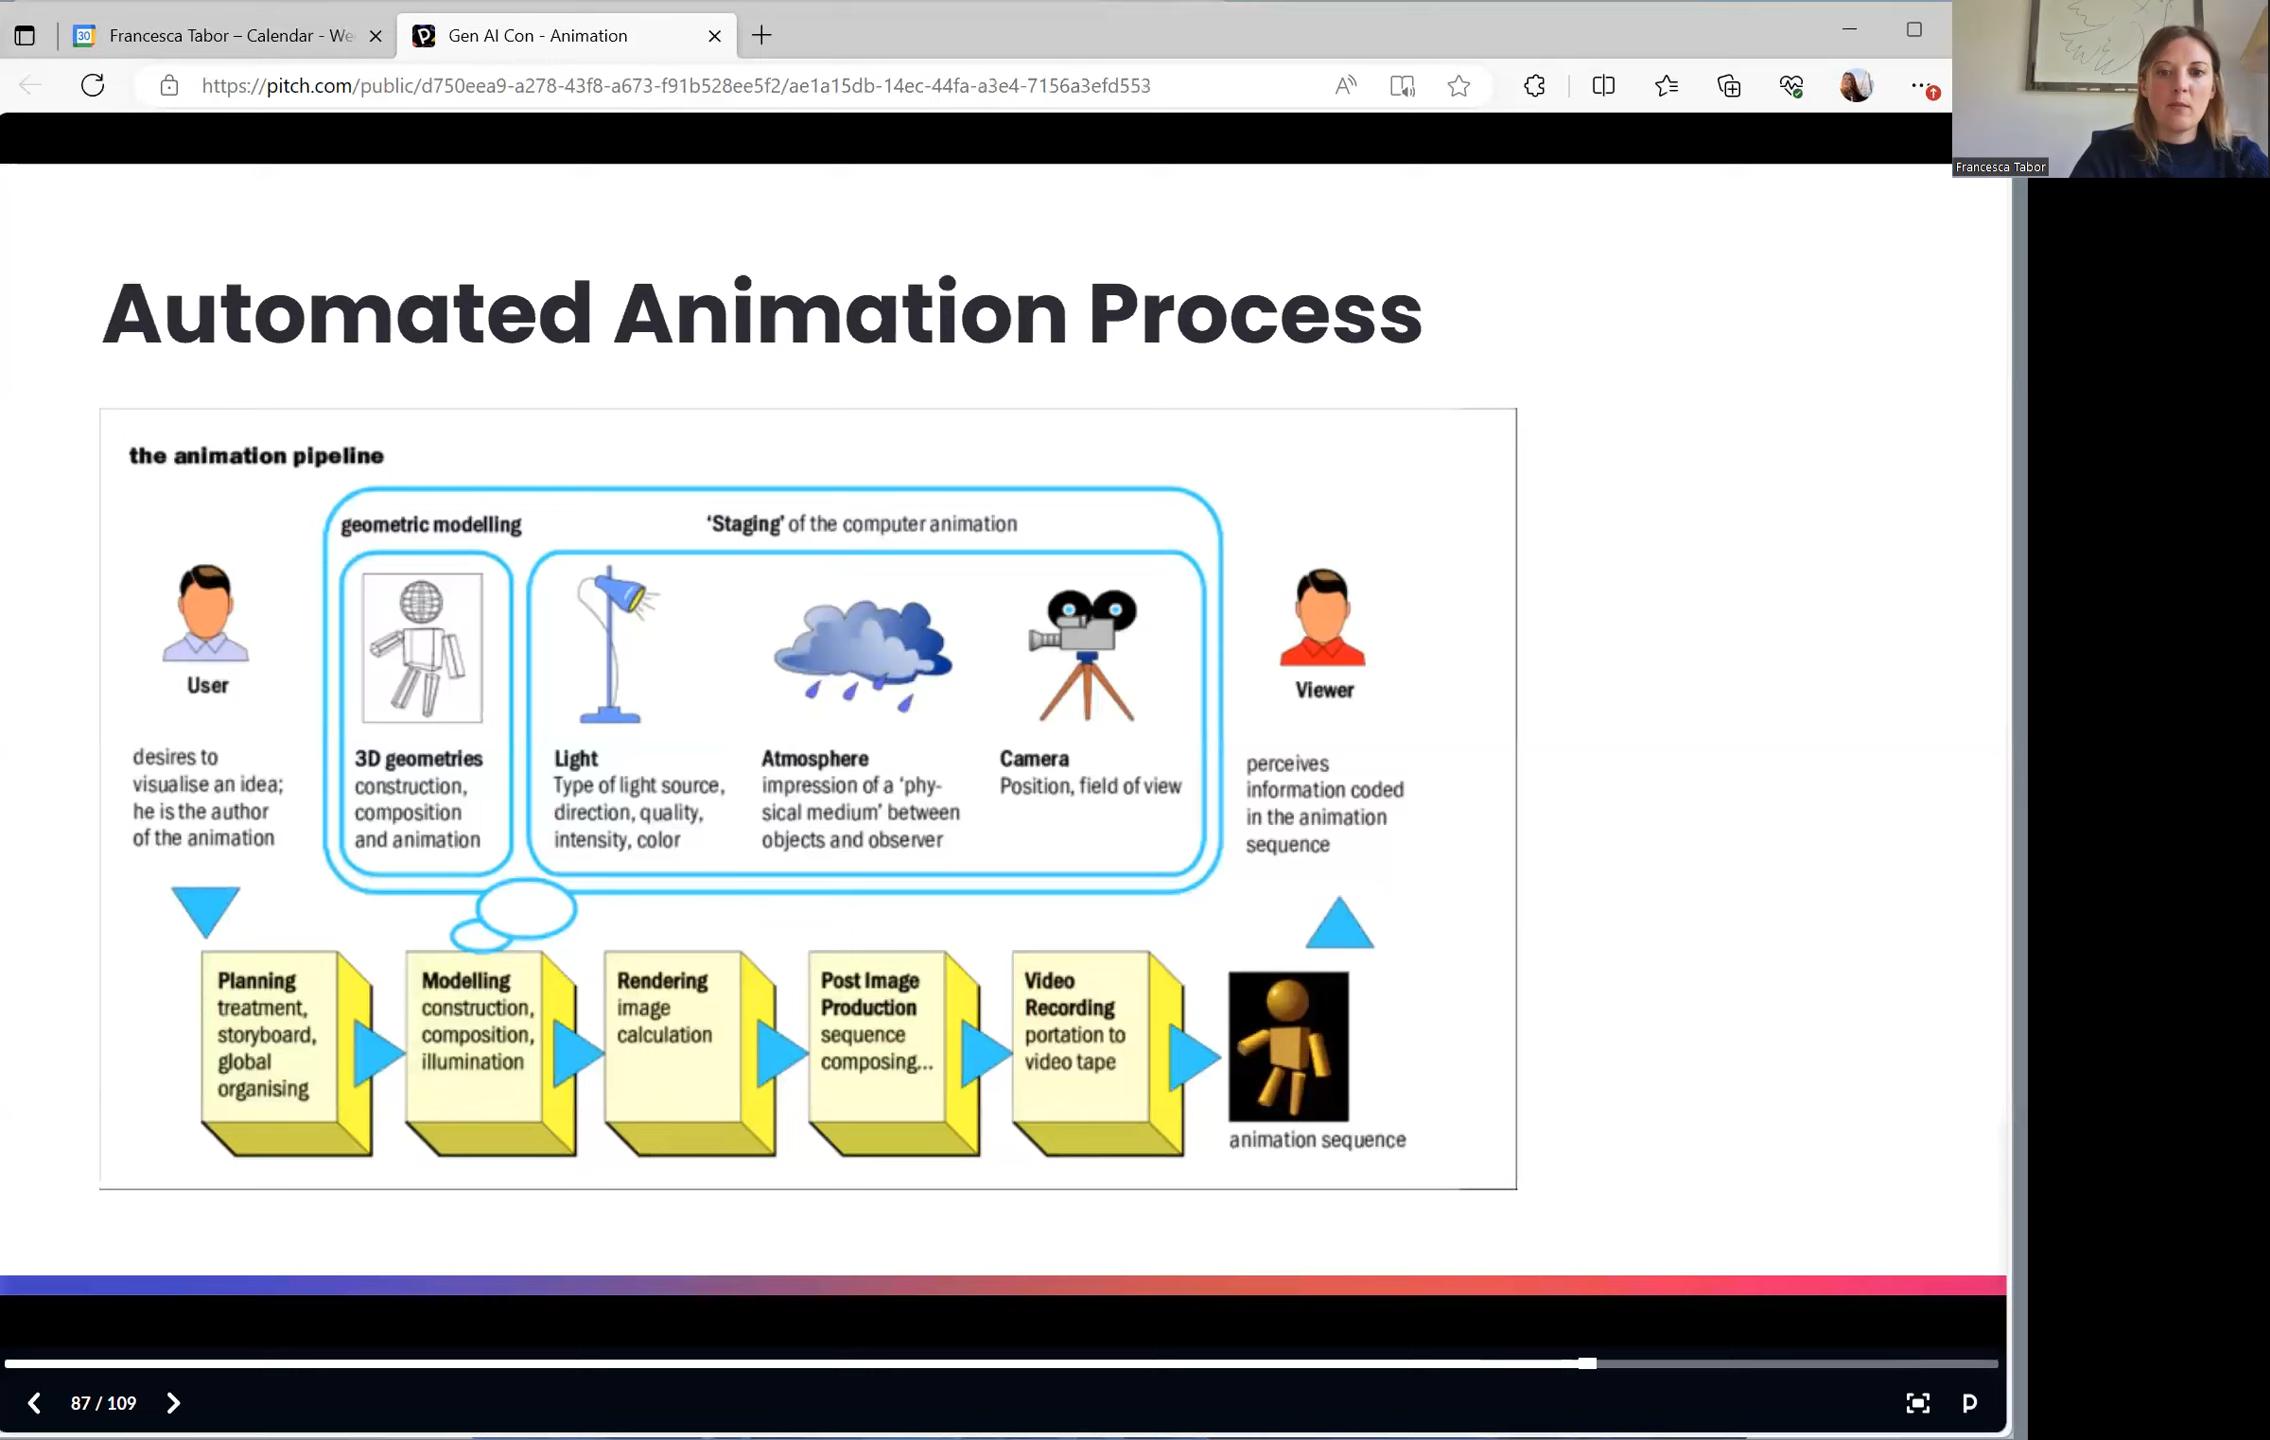 Francesca Tabor – Calendar - We
Gen AI Con - Animation
https://pitch.com/public/d750eea9-a278-43f8-a673-f91b528ee5f2/ae1a15db-14ec-44fa-a3e4-7156a3efd553
Francesca Tabor
Automated Animation Process
the animation pipeline
geometric modelling
‘Staging’ of the computer animation
User
desires to
visualise an idea;
he is the author
of the animation
3D geometries
construction,
composition
and animation
Light
Type of light source,
direction, quality,
intensity, color
Atmosphere
impression of a ‘phy-
sical medium’ between
objects and observer
Camera
Position, field of view
Viewer
perceives
information coded
in the animation
sequence
Planning
treatment,
storyboard,
global
organising
Modelling
construction,
composition,
illumination
Rendering
image
calculation
Post Image
Production
sequence
composing...
Video
Recording
portation to
video tape
animation sequence
87 / 109